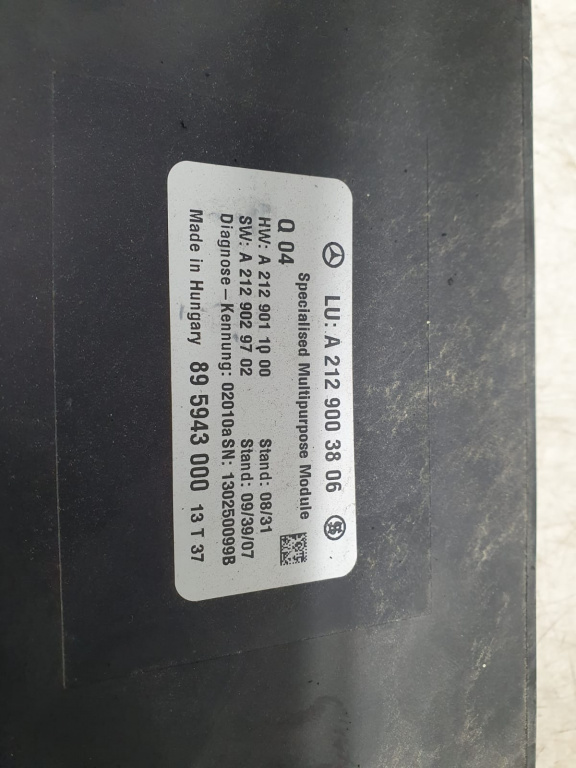 LU: A 212 900 38 06
Specialised Multipurpose Module
Q 04
HW: A 212 901 10 00 Stand: 08/31
SW: A 212 902 97 02 Stand: 09/39/07
Diagnose-Kennung: 02010a SN: 130250099B
Made in Hungary 89 5943 000 13 T 37